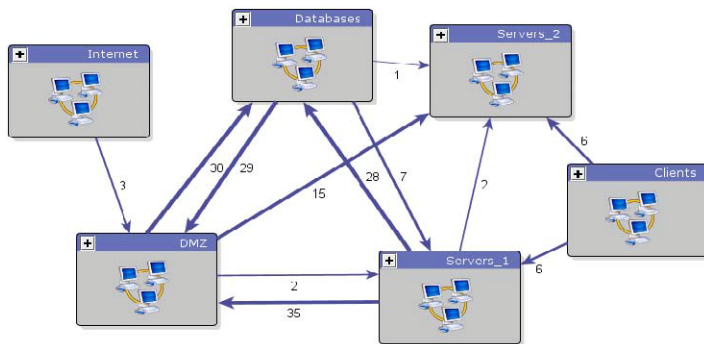 Databases
Internet
Servers_2
1
6
3
30
29
15
7
28
2
Clients
DMZ
Servers_1
2
6
35